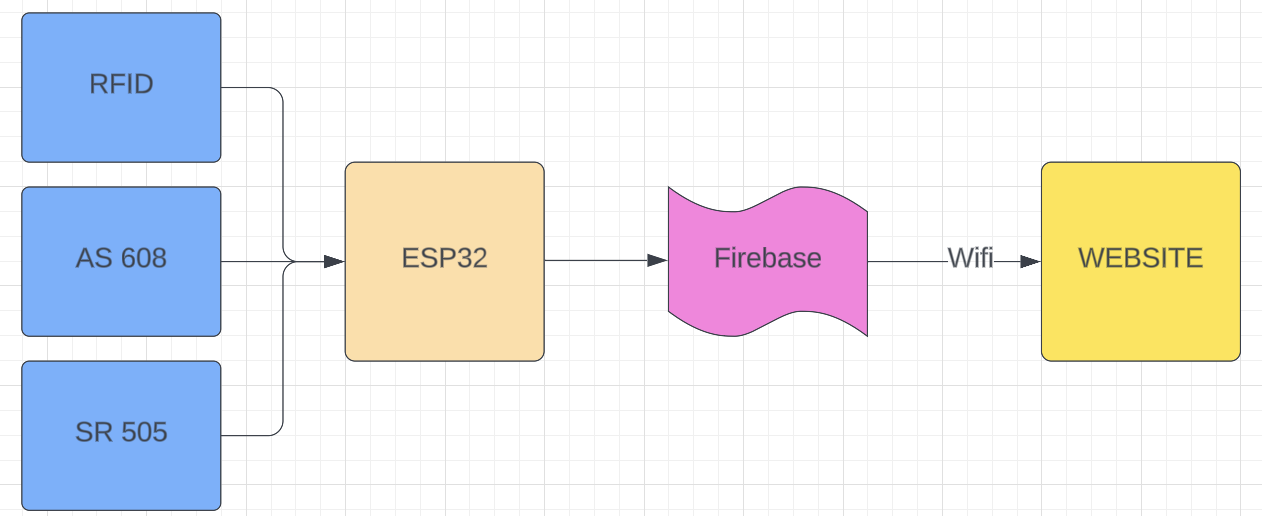 RFID
AS 608
SR 505
ESP32
Firebase
Wifi
WEBSITE